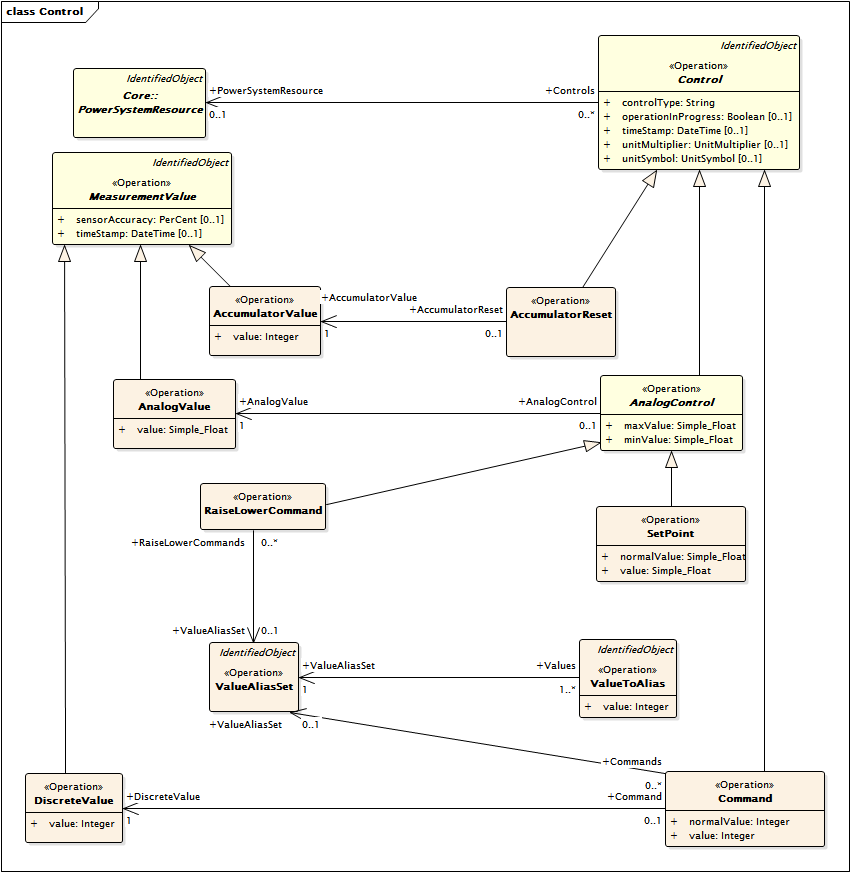 class Control
IdentifiedObject
Core::
PowerSystemResource
+PowerSystemResource
0..1
+Controls
0..*
IdentifiedObject
«Operation»
Control
+ controlType: String
+ operationInProgress: Boolean [0..1]
+ timeStamp: DateTime [0..1]
+ unitMultiplier: UnitMultiplier [0..1]
+ unitSymbol: UnitSymbol [0..1]
IdentifiedObject
«Operation»
MeasurementValue
+ sensorAccuracy: PerCent [0..1]
+ timeStamp: DateTime [0..1]
«Operation»
AccumulatorValue
+ value: Integer
+AccumulatorValue
1
+AccumulatorReset
0..1
«Operation»
AccumulatorReset
«Operation»
AnalogValue
+ value: Simple_Float
+AnalogValue
1
+AnalogControl
0..1
«Operation»
AnalogControl
+ maxValue: Simple_Float
+ minValue: Simple_Float
«Operation»
RaiseLowerCommand
+RaiseLowerCommands
0..*
«Operation»
SetPoint
+ normalValue: Simple_Float
+ value: Simple_Float
+ValueAliasSet
0..1
IdentifiedObject
«Operation»
ValueAliasSet
+ValueAliasSet
1
+Values
1..*
IdentifiedObject
«Operation»
ValueToAlias
+ value: Integer
+ValueAliasSet
0..1
+Commands
0..*
«Operation»
DiscreteValue
+ value: Integer
+DiscreteValue
1
+Command
0..1
«Operation»
Command
+ normalValue: Integer
+ value: Integer